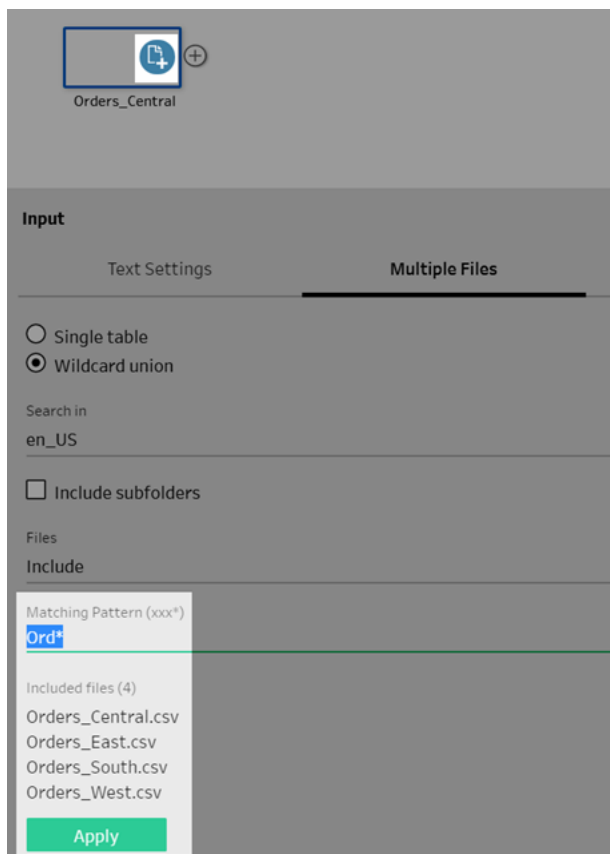 Orders_Central
Input
Text Settings
Multiple Files
Single table
Wildcard union
Search in
en_US
Include subfolders
Files
Include
Matching Pattern (xxx*)
Ord*
Included files (4)
Orders_Central.csv
Orders_East.csv
Orders_South.csv
Orders_West.csv
Apply